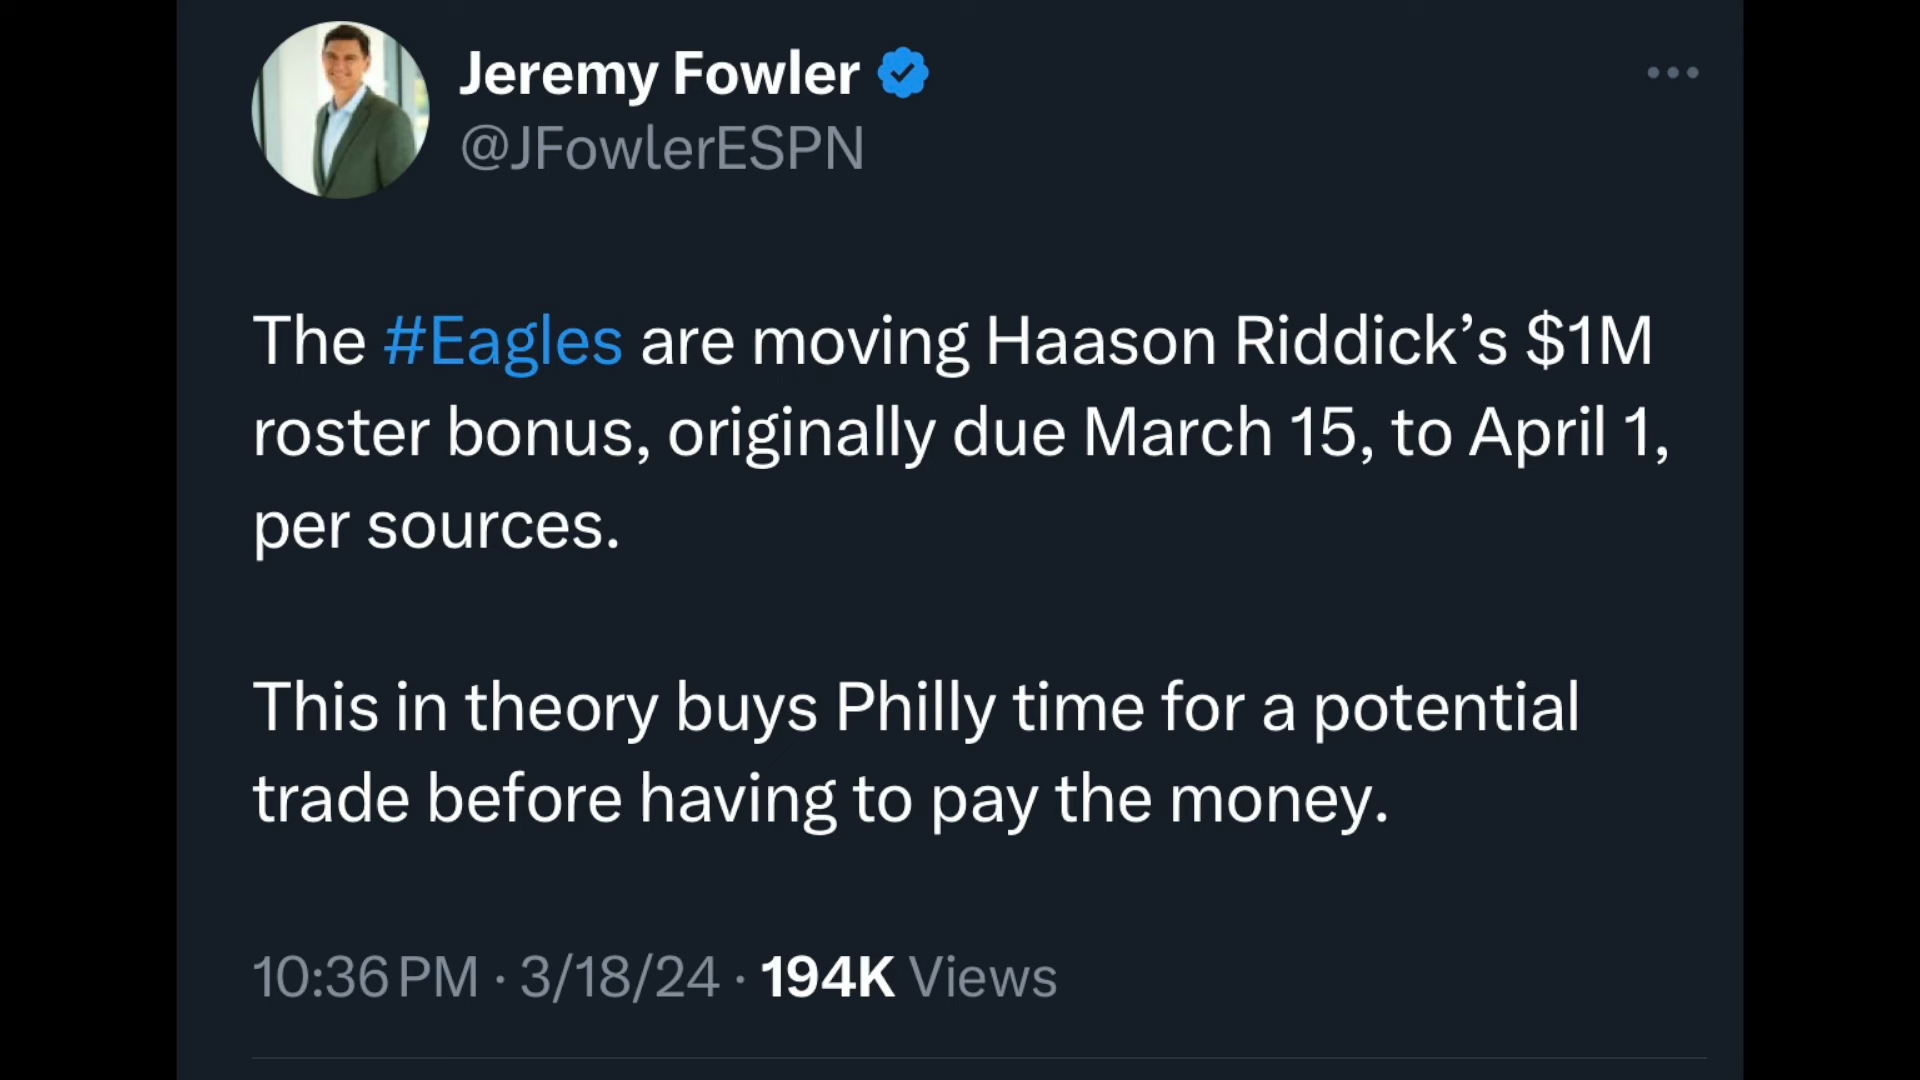 Jeremy Fowler
@JFowlerESPN
The #Eagles are moving Haason Riddick’s $1M
roster bonus, originally due March 15, to April 1,
per sources.
This in theory buys Philly time for a potential
trade before having to pay the money.
10:36 PM · 3/18/24 · 194K Views